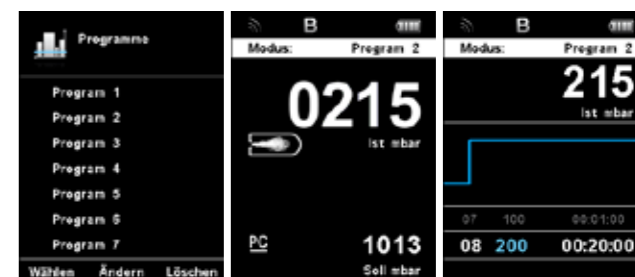 Programme
Program 1
Program 2
Program 3
Program 4
Program 5
Program 6
Program 7
Wählen Ändern Löschen
B
Modus: Program 2
0215
Ist mbar
PC 1013
Soll mbar
B
Modus: Program 2
215
Ist mbar
07 100 00:01:00
08 200 00:20:00